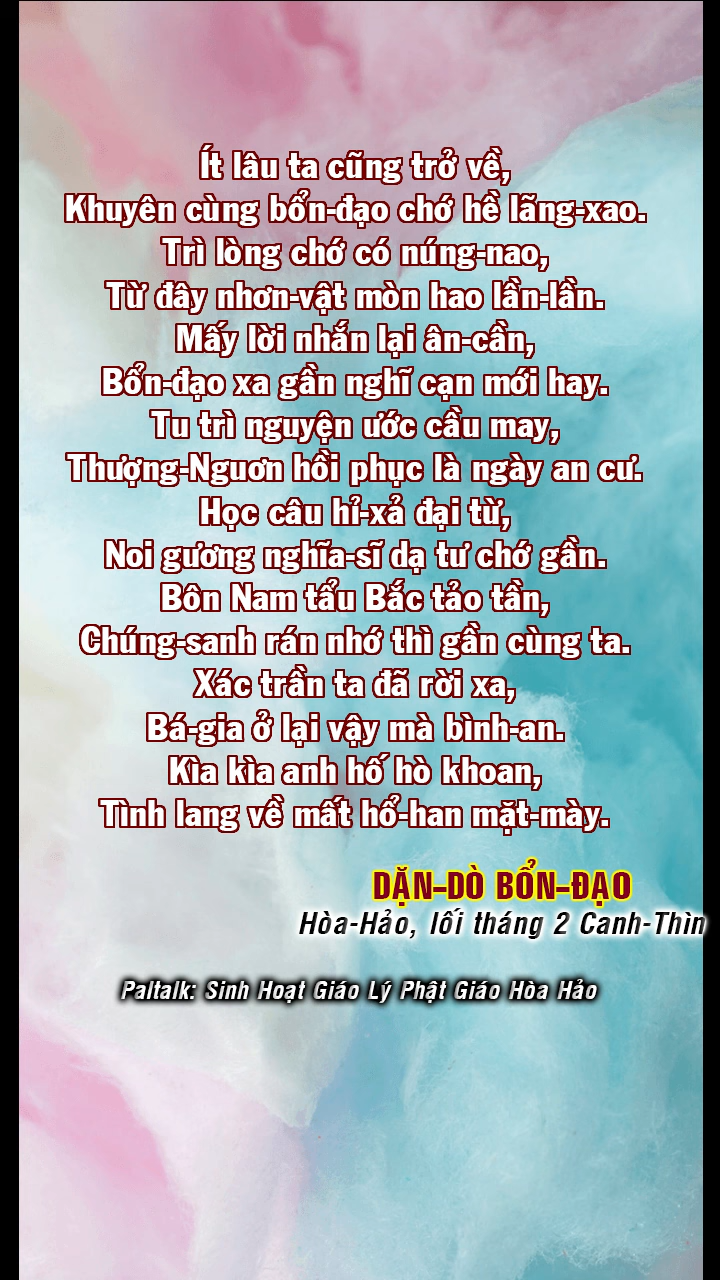 Ít lâu ta cũng trở về,
Khuyên cùng bổn-đạo chớ hề lãng-xao.
Trì lòng chớ có núng-nao,
Từ đây nhơn-vật mòn hao lần-lần.
Mấy lời nhắn lại ân-cần,
Bổn-đạo xa gần nghĩ cạn mới hay.
Tu trì nguyện ước cầu may,
Thượng-Nguơn hồi phục là ngày an cư.
Học câu hỉ-xả đại từ,
Noi gương nghĩa-sĩ dạ tư chớ gần.
Bôn Nam tẩu Bắc tảo tần,
Chúng-sanh rán nhớ thì gần cùng ta.
Xác trần ta đã rời xa,
Bá-gia ở lại vậy mà bình-an.
Kìa kìa anh hố hò khoan,
Tình lang về mất hổ-han mặt-mày.
DẶN-DÒ BỔN-ĐẠO
Hòa-Hảo, lối tháng 2 Canh-Thìn
Paltalk: Sinh Hoạt Giáo Lý Phật Giáo Hòa Hảo